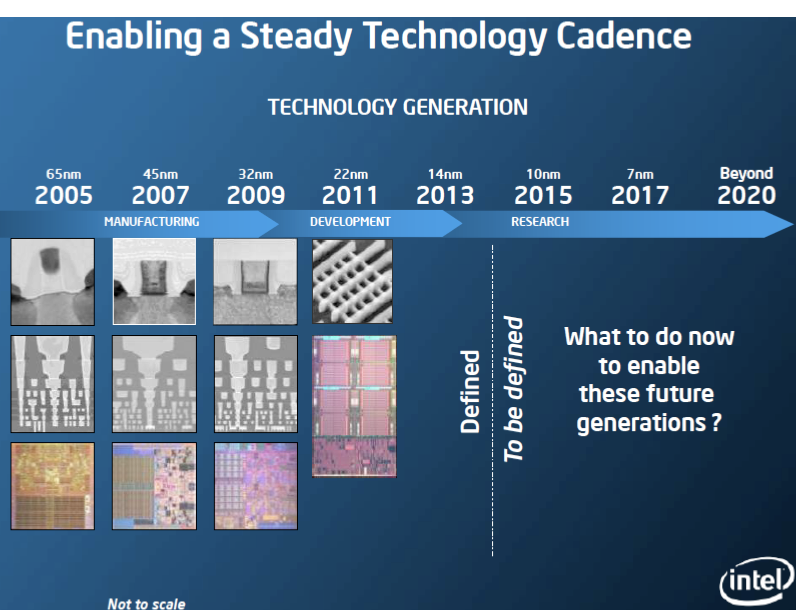 Enabling a Steady Technology Cadence
TECHNOLOGY GENERATION
65nm 45nm 32nm 22nm 14nm 10nm 7nm Beyond
2005 2007 2009 2011 2013 2015 2017 2020
MANUFACTURING DEVELOPMENT RESEARCH
Defined
To be defined
What to do now
to enable
these future
generations ?
intel
Not to scale